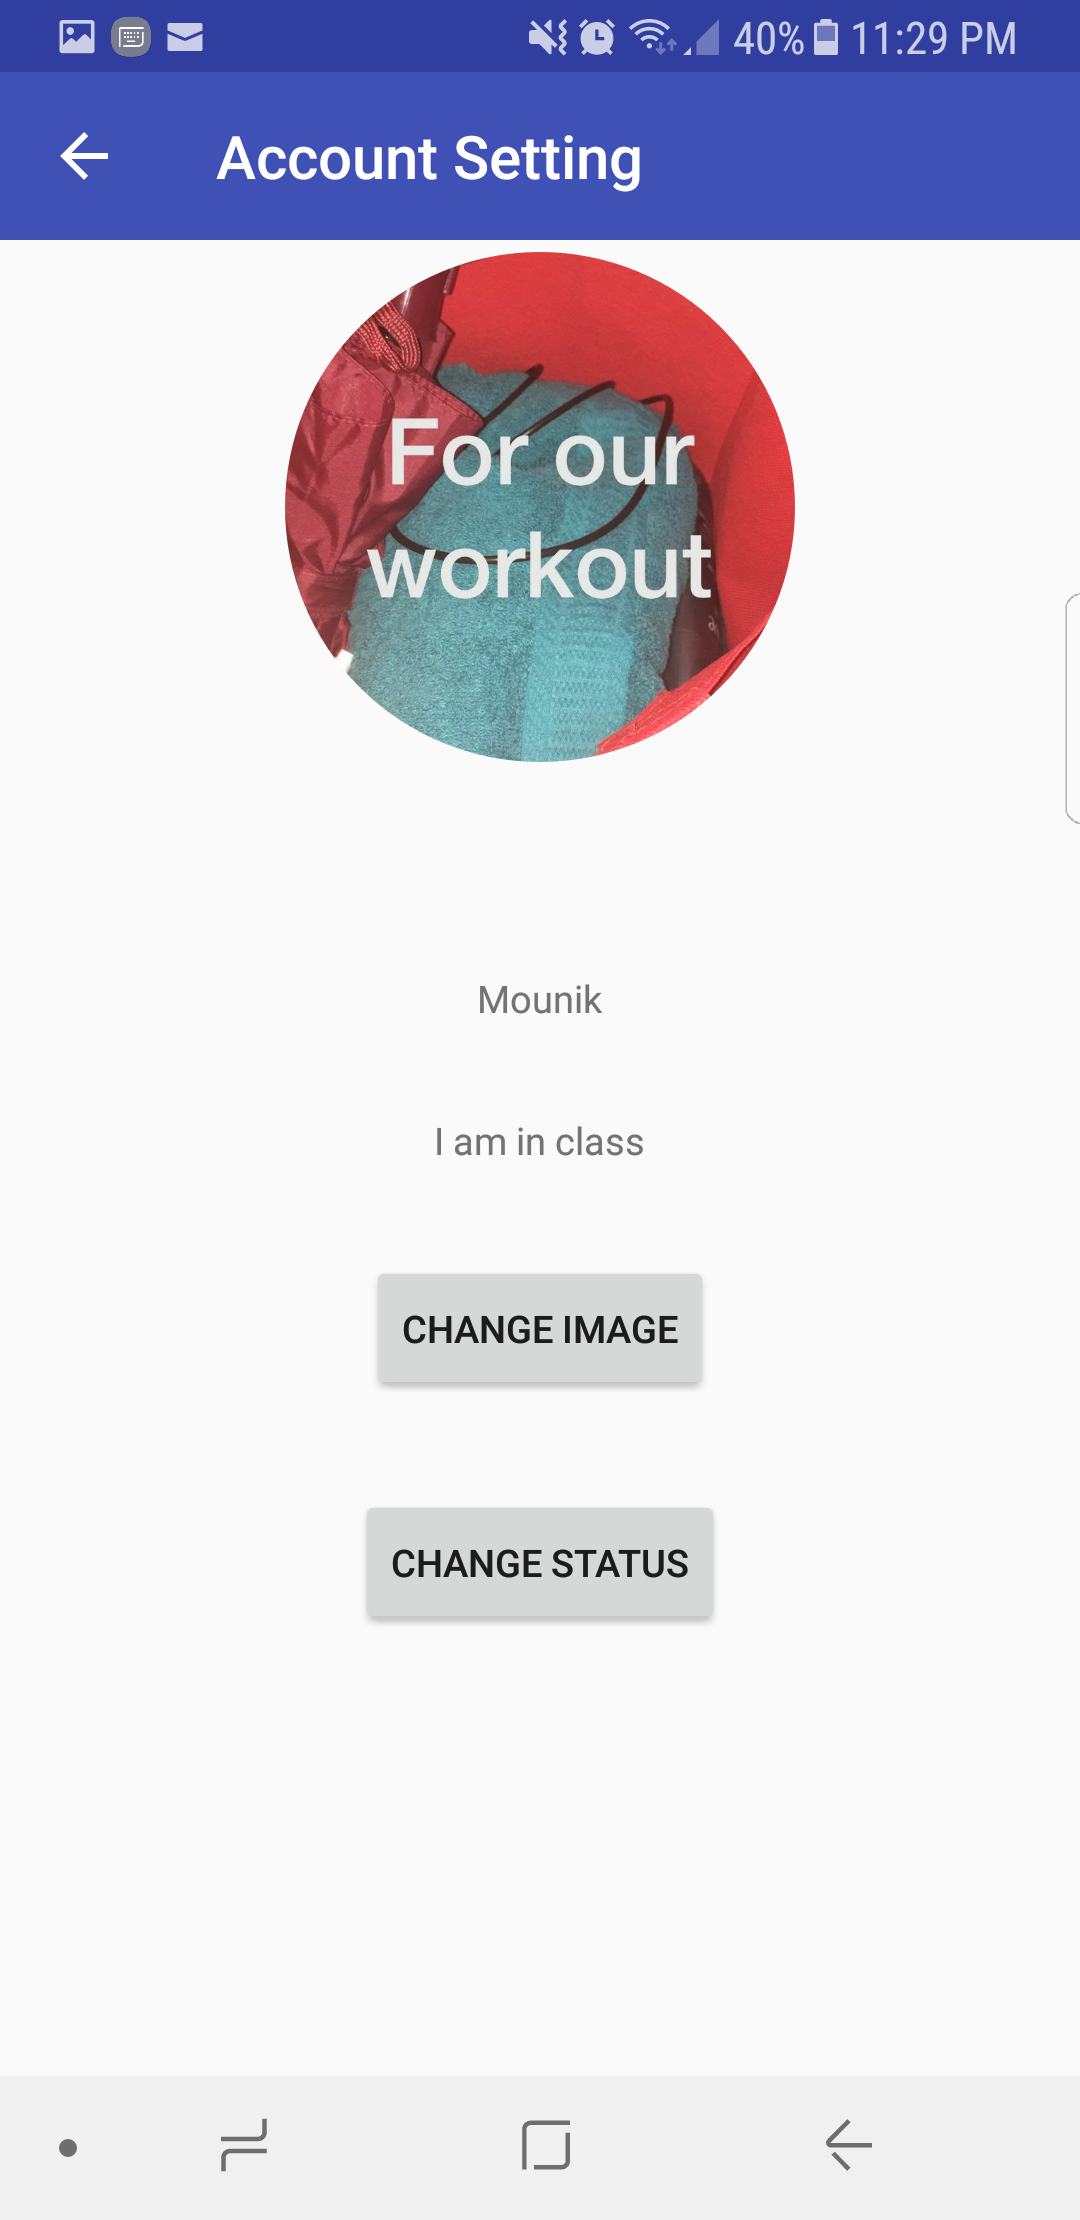 40% 11:29 PM
Account Setting
For our
workout
Mounik
I am in class
CHANGE IMAGE
CHANGE STATUS